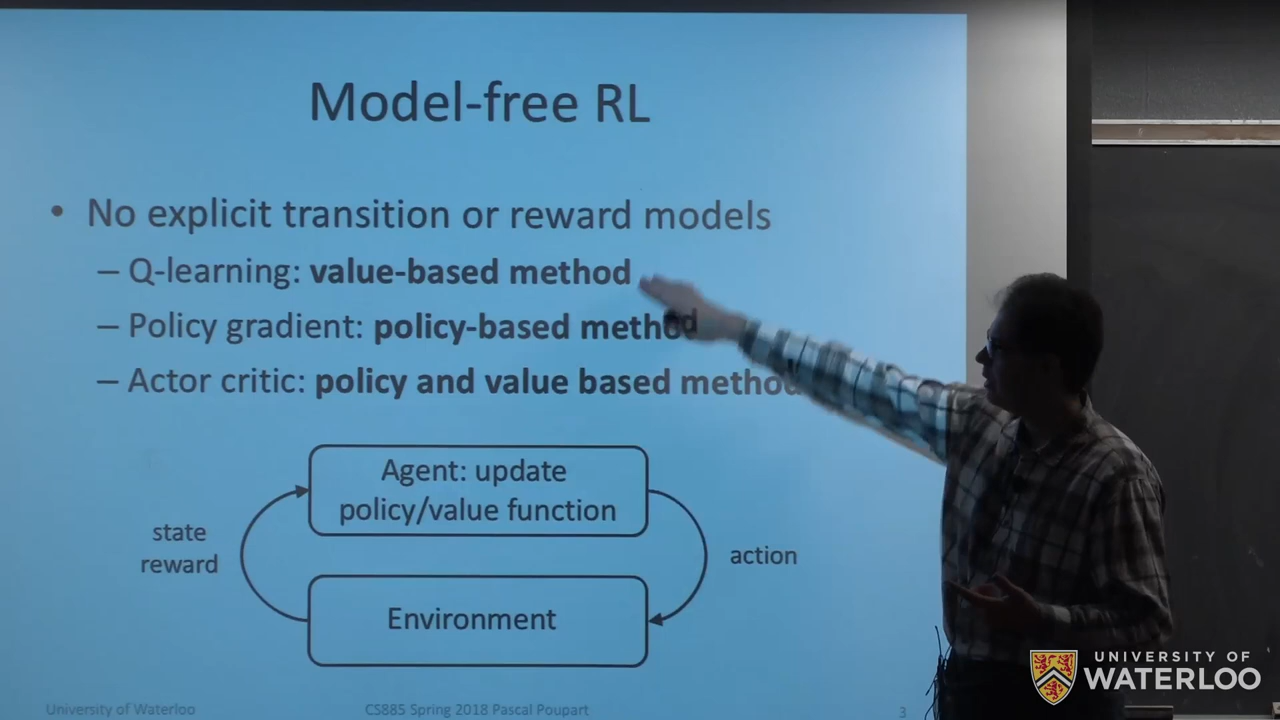 Model-free RL
• No explicit transition or reward models
– Q-learning: value-based method
– Policy gradient: policy-based method
– Actor critic: policy and value based method
Agent: update
policy/value function
state
reward
action
Environment
University of Waterloo
CS885 Spring 2018 Pascal Poupart
3
UNIVERSITY OF
WATERLOO